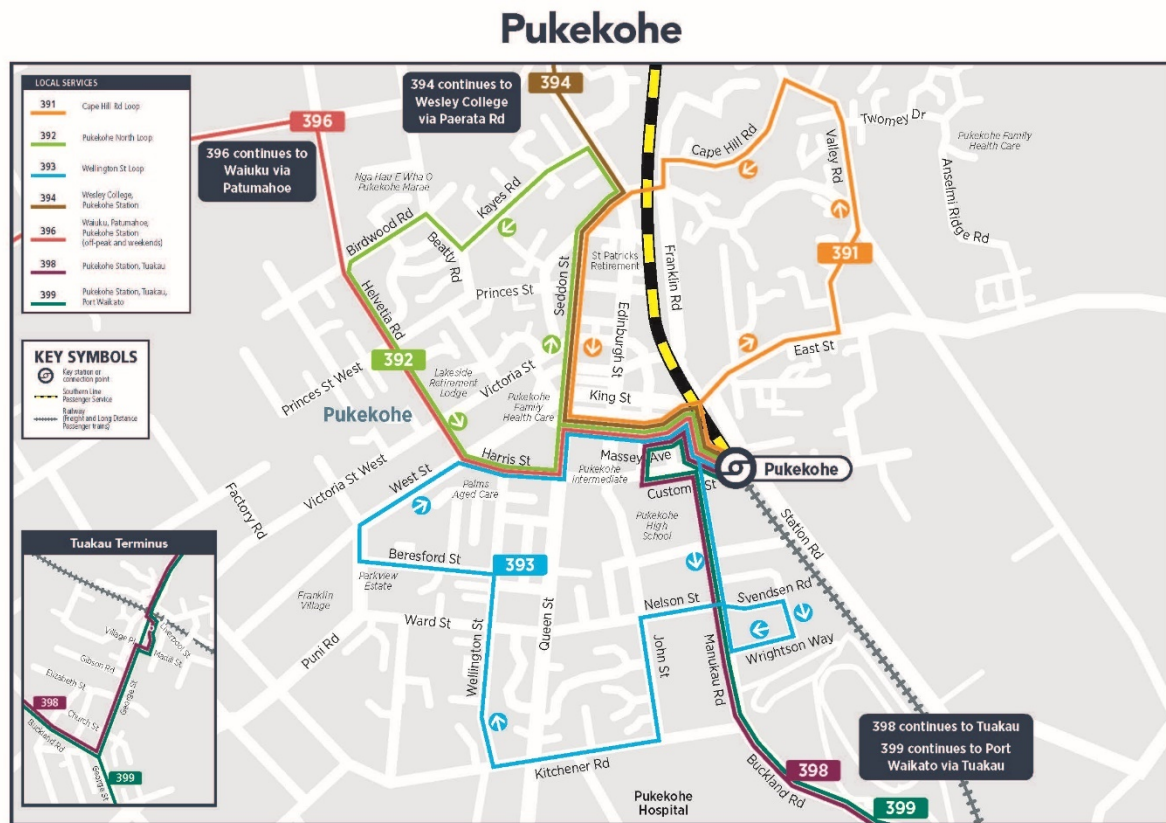 Pukekohe
LOCAL SERVICES
391 Cape Hill Rd Loop
392 Pukekohe North Loop
393 Wellington St Loop
394 Wesley College,
Pukekohe Station
396 Waiuku, Patumahoe,
Pukekohe Station
(off-peak and weekends)
398 Pukekohe Station, Tuakau
399 Pukekohe Station, Tuakau,
Port Waikato
KEY SYMBOLS
Key station or
connection point
Southern Line
Passenger Service
Railway
(Freight and Long Distance
Passenger trains)
396
396 continues to
Waiuku via
Patumahoe
394 continues to
Wesley College
via Paerata Rd
394
Cape Hill Rd
Valley Rd
Twomey Dr
Pukekohe Family
Health Care
Anselmi Ridge Rd
391
Nga Hau E Wha O
Pukekohe Marae
Kayes Rd
Birdwood Rd
Beatty Rd
Princes St
Seddon St
St Patricks
Retirement
Franklin Rd
Edinburgh St
East St
Helvetia Rd
392
Princes St West
Lakeside
Retirement
Lodge
Victoria St
Pukekohe
Pukekohe
Family
Health Care
King St
Harris St
Massey Ave
Pukekohe
Victoria St West
West St
Palms
Aged Care
Pukekohe
Intermediate
Custom St
Factory Rd
Pukekohe
High
School
Station Rd
Beresford St
393
Parkview
Estate
Franklin
Village
Nelson St
Svendsen Rd
Ward St
Puni Rd
Wellington St
Queen St
John St
Manukau Rd
Wrightson Way
Kitchener Rd
Buckland Rd
Pukekohe
Hospital
398
399
398 continues to Tuakau
399 continues to Port
Waikato via Tuakau
Tuakau Terminus
Village Pl
Liverpool St
Madill St
Gibson Rd
Elizabeth St
George St
398
Church St
Buckland Rd
399
George St